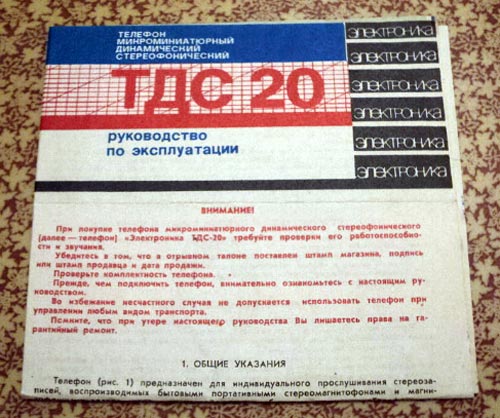 ТЕЛЕФОН
МИКРОМИНИАТЮРНЫЙ
ДИНАМИЧЕСКИЙ
СТЕРЕОФОНИЧЕСКИЙ
ТДС 20
руководство
по эксплуатации
электроника
электроника
электроника
электроника
электроника
электроника
ВНИМАНИЕ!
При покупке телефона микроминиатюрного динамического стереофонического
(далее — телефон) «Электроника ТДС-20» требуйте проверки его работоспособно-
сти и звучания.
Убедитесь в том, что в отрывном талоне поставлен штамп магазина, подпись
или штамп продавца и дата продажи.
Проверьте комплектность телефона.
Прежде, чем подключить телефон, внимательно ознакомьтесь с настоящим ру-
ководством.
Во избежание несчастного случая не допускается использовать телефон при
управлении любым видом транспорта.
Помните, что при утере настоящего руководства Вы лишаетесь права на га-
рантийный ремонт.
1. ОБЩИЕ УКАЗАНИЯ
Телефон (рис. 1) предназначен для индивидуального прослушивания стереоза-
писей, воспроизводимых бытовыми портативными стереомагнитофонами и магни-